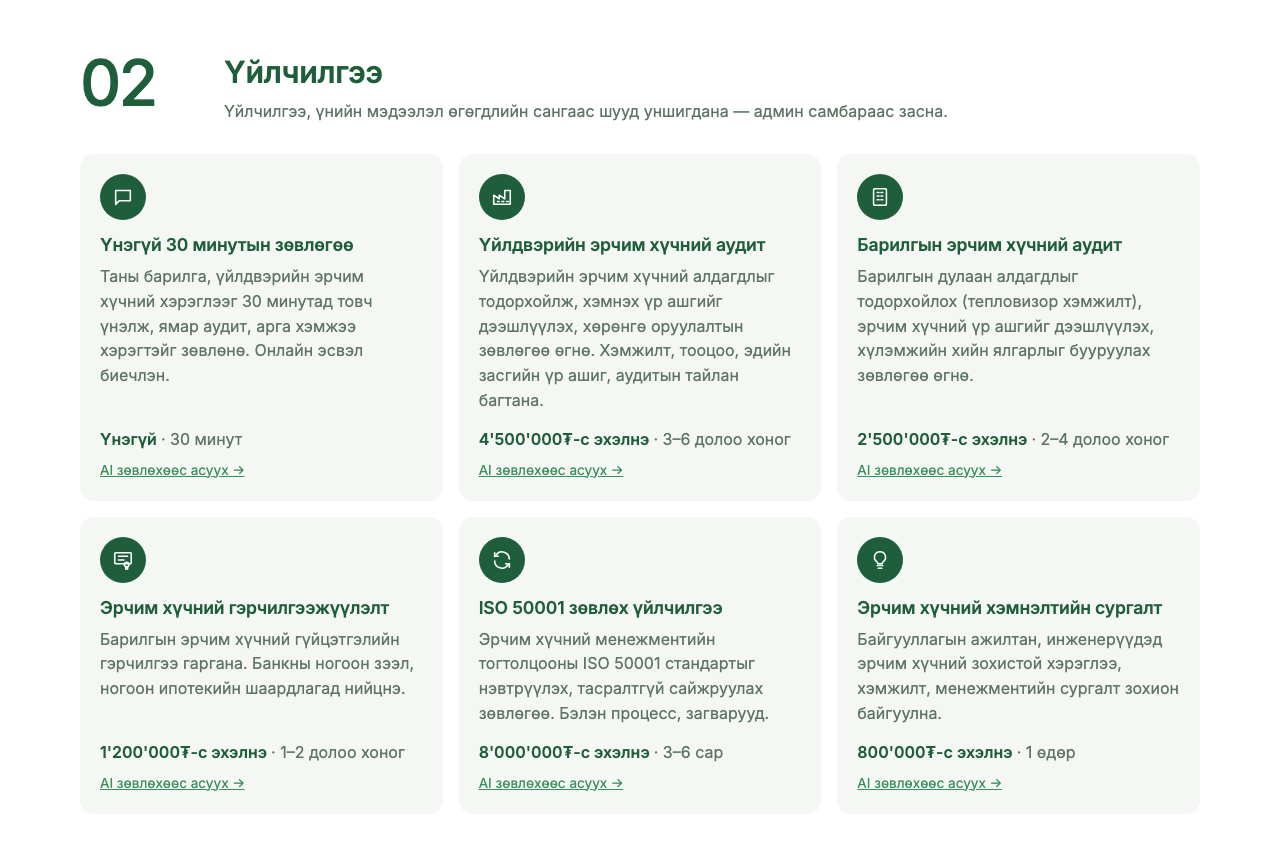 02
Үйлчилгээ
Үйлчилгээ, үнийн мэдээлэл өгөгдлийн сангаас шууд уншигдана — админ самбараас засна.
Үнэгүй 30 минутын зөвлөгөө
Таны барилга, үйлдвэрийн эрчим
хүчний хэрэглээг 30 минутад товч
үнэлж, ямар аудит, арга хэмжээ
хэрэгтэйг зөвлөнө. Онлайн эсвэл
биечлэн.
Үнэгүй · 30 минут
AI зөвлөхөөс асуух →
Үйлдвэрийн эрчим хүчний аудит
Үйлдвэрийн эрчим хүчний алдагдлыг
тодорхойлж, хэмнэх үр ашгийг
дээшлүүлэх, хөрөнгө оруулалтын
зөвлөгөө өгнө. Хэмжилт, тооцоо, эдийн
засгийн үр ашиг, аудитын тайлан
багтана.
4'500'000₮-с эхэлнэ · 3–6 долоо хоног
AI зөвлөхөөс асуух →
Барилгын эрчим хүчний аудит
Барилгын дулаан алдагдлыг
тодорхойлох (тепловизор хэмжилт),
эрчим хүчний үр ашгийг дээшлүүлэх,
хүлэмжийн хийн ялгарлыг бууруулах
зөвлөгөө өгнө.
2'500'000₮-с эхэлнэ · 2–4 долоо хоног
AI зөвлөхөөс асуух →
Эрчим хүчний гэрчилгээжүүлэлт
Барилгын эрчим хүчний гүйцэтгэлийн
гэрчилгээ гаргана. Банкны ногоон зээл,
ногоон ипотекийн шаардлагад нийцнэ.
1'200'000₮-с эхэлнэ · 1–2 долоо хоног
AI зөвлөхөөс асуух →
ISO 50001 зөвлөх үйлчилгээ
Эрчим хүчний менежментийн
тогтолцооны ISO 50001 стандартыг
нэвтрүүлэх, тасралтгүй сайжруулах
зөвлөгөө. Бэлэн процесс, загварууд.
8'000'000₮-с эхэлнэ · 3–6 сар
AI зөвлөхөөс асуух →
Эрчим хүчний хэмнэлтийн сургалт
Байгууллагын ажилтан, инженерүүдэд
эрчим хүчний зохистой хэрэглээ,
хэмжилт, менежментийн сургалт зохион
байгуулна.
800'000₮-с эхэлнэ · 1 өдөр
AI зөвлөхөөс асуух →